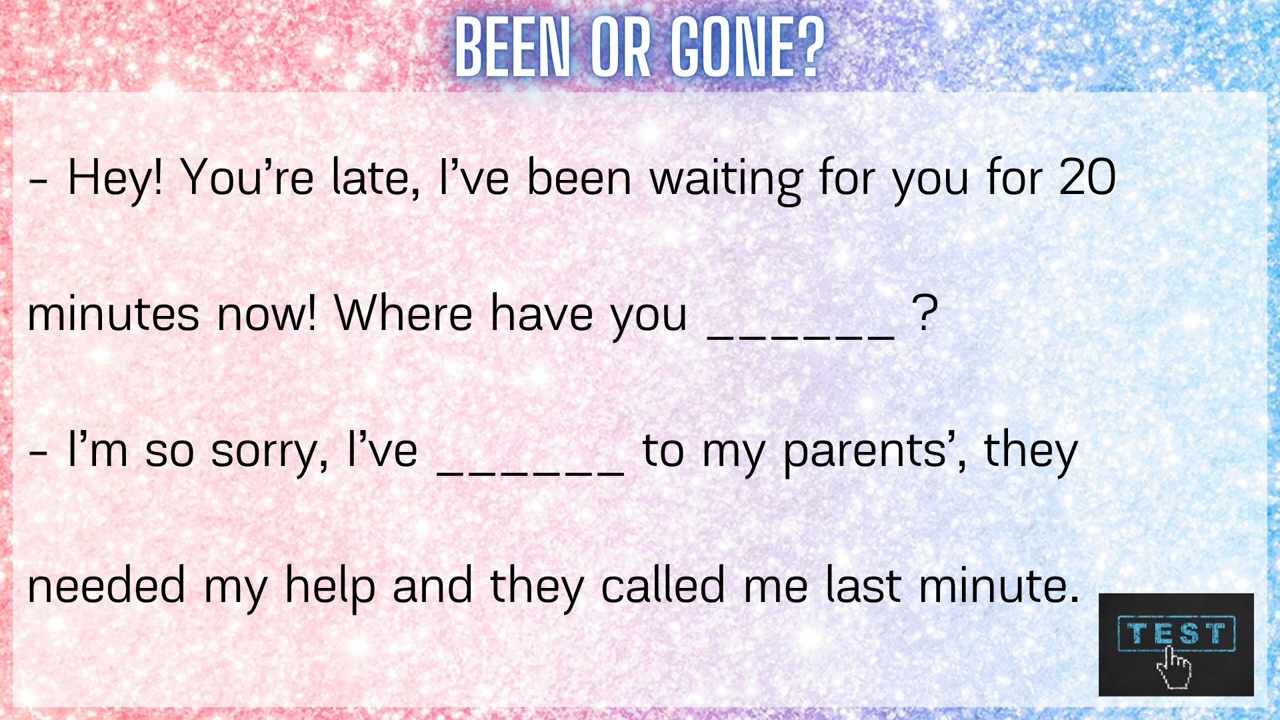 BEEN OR GONE?
– Hey! You’re late, I’ve been waiting for you for 20
minutes now! Where have you ______ ?
– I’m so sorry, I’ve ______ to my parents’, they
needed my help and they called me last minute.
TEST